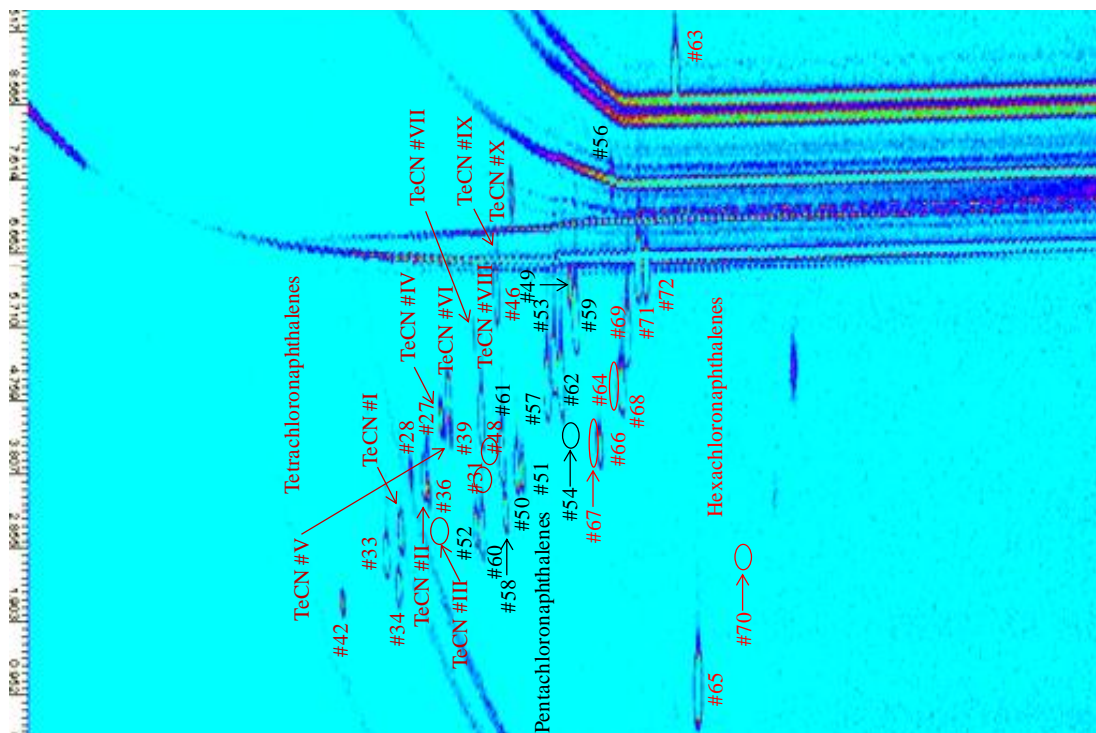 Tetrachloronaphthalenes
TeCN #I
TeCN #II
TeCN #III
TeCN #IV
TeCN #V
TeCN #VI
TeCN #VII
TeCN #VIII
TeCN #IX
TeCN #X
#42
#33
#34
#28
#27
#36
#39
#31
#48
#46
Pentachloronaphthalenes
#52
#60
#58
#50
#51
#61
#57
#53
#49
#59
#62
#54
#56
Hexachloronaphthalenes
#63
#64
#65
#66
#67
#68
#69
#70
#71
#72